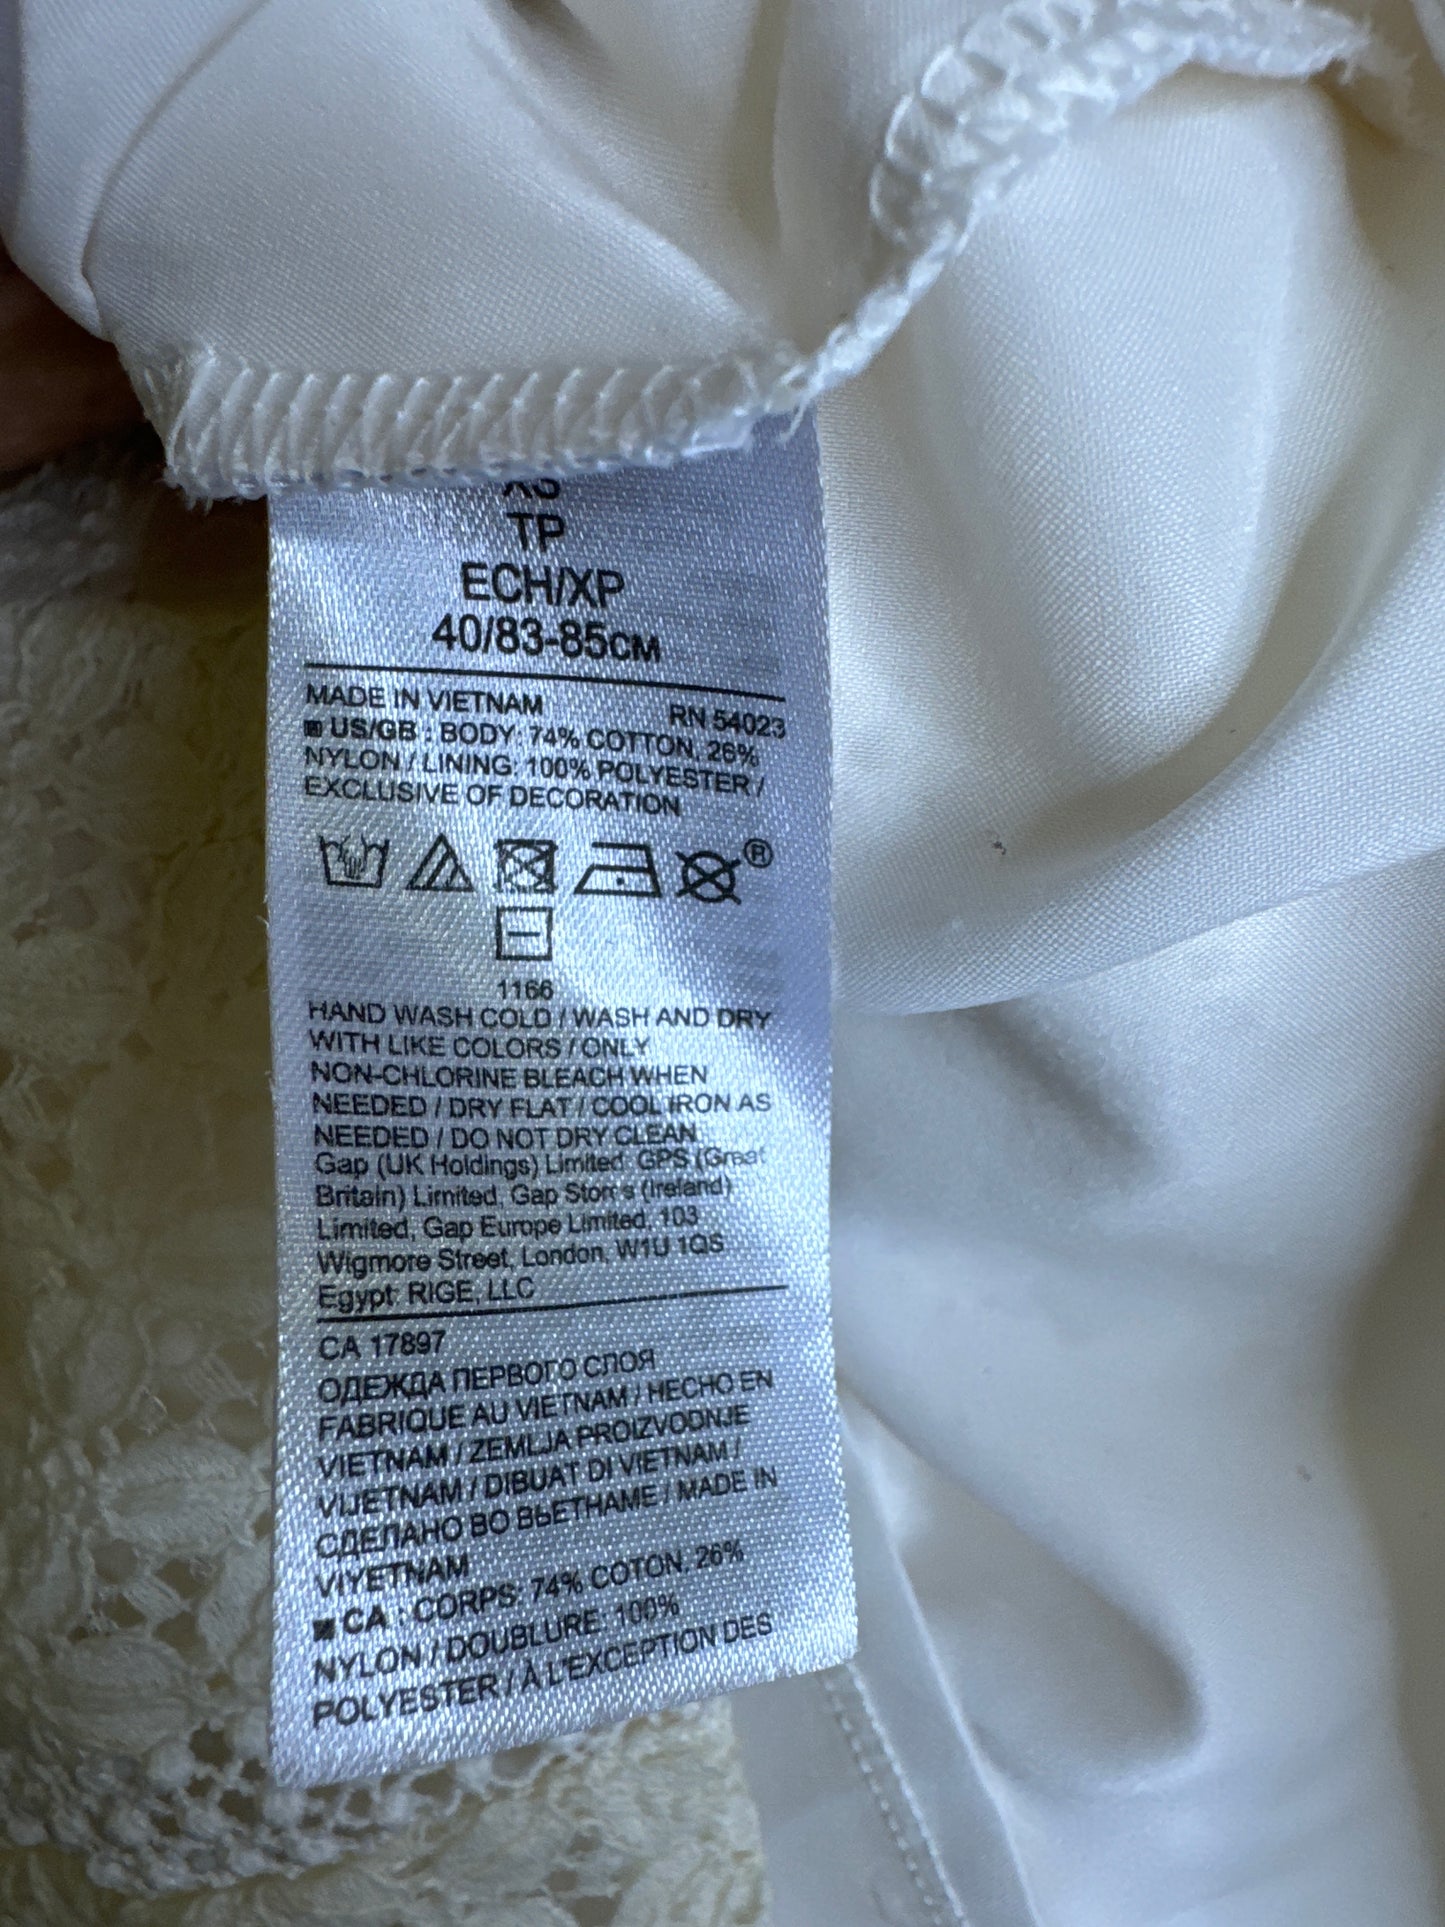 XS
TP
ECH/XP
40/83-85СМ
MADE IN VIETNAM
RN 54023
US/GB : BODY: 74% COTTON, 26%
NYLON / LINING: 100% POLYESTER /
EXCLUSIVE OF DECORATION
®
1166
HAND WASH COLD / WASH AND DRY
WITH LIKE COLORS / ONLY
NON-CHLORINE BLEACH WHEN
NEEDED / DRY FLAT / COOL IRON AS
NEEDED / DO NOT DRY CLEAN
Gap (UK Holdings) Limited, GPS (Great
Britain) Limited, Gap Stores (Ireland)
Limited, Gap Europe Limited, 103
Wigmore Street, London, W1U 1QS
Egypt: RIGE, LLC
CA 17897
ОДЕЖДА ПЕРВОГО СЛОЯ
FABRIQUE AU VIETNAM / HECHO EN
VIETNAM / ZEMLJA PROIZVODNJE
VIJETNAM / DIBUAT DI VIETNAM /
СДЕЛАНО ВО ВЬЕТНАМЕ / MADE IN
VIYETNAM
CA : CORPS: 74% COTON, 26%
NYLON / DOUBLURE: 100%
POLYESTER / À L'EXCEPTION DES